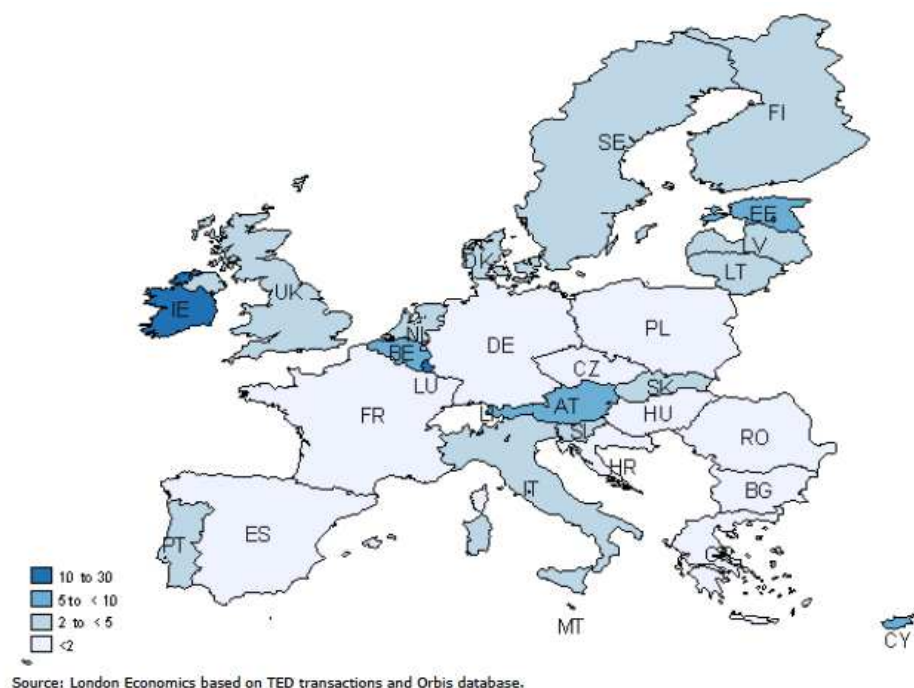 FI
SE
EE
LV
DK
LT
IE
UK
NL
BE
DE
PL
LU
CZ
SK
FR
AT
HU
SI
RO
HR
IT
BG
ES
PT
MT
CY
10 to 30
5 to < 10
2 to < 5
<2
Source: London Economics based on TED transactions and Orbis database.